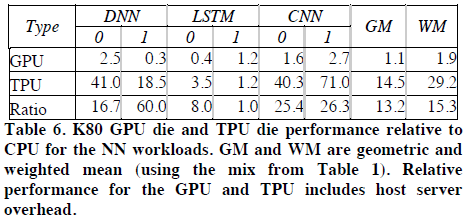 Type DNN LSTM CNN GM WM
0 1 0 1 0 1
GPU 2.5 0.3 0.4 1.2 1.6 2.7 1.1 1.9
TPU 41.0 18.5 3.5 1.2 40.3 71.0 14.5 29.2
Ratio 16.7 60.0 8.0 1.0 25.4 26.3 13.2 15.3
Table 6. K80 GPU die and TPU die performance relative to
CPU for the NN workloads. GM and WM are geometric and
weighted mean (using the mix from Table 1). Relative
performance for the GPU and TPU includes host server
overhead.